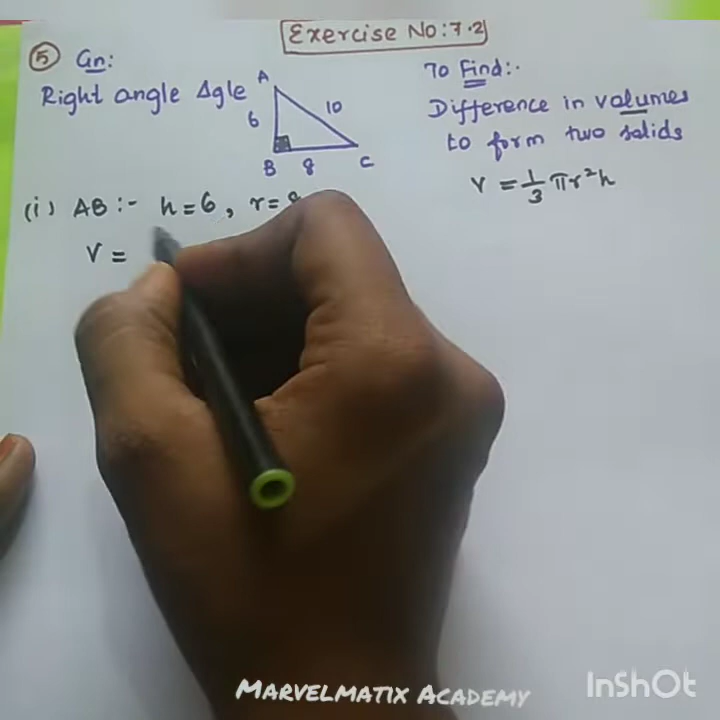 Exercise No: 7.2
5 Gn:
Right angle Δgle
A
6
10
B
8
C
To Find:-
Difference in volumes
to form two solids
V = 1/3 πr²h
(i) AB :- h = 6, r =
V =
MARVELMATIX ACADEMY
InShOt